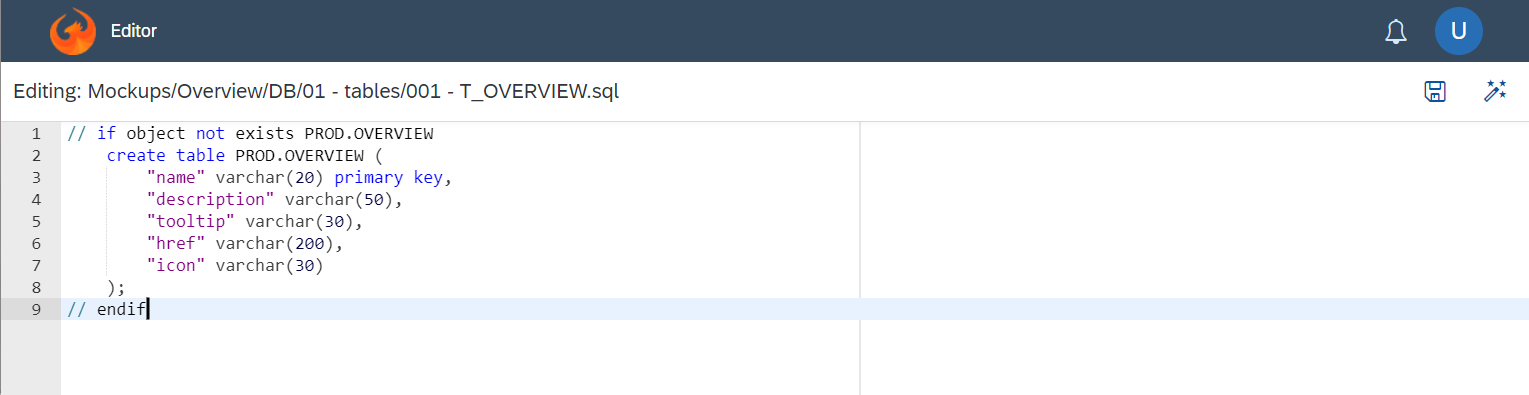 Editor
U
Editing: Mockups/Overview/DB/01 - tables/001 - T_OVERVIEW.sql
1 // if object not exists PROD.OVERVIEW
2 create table PROD.OVERVIEW (
3 "name" varchar(20) primary key,
4 "description" varchar(50),
5 "tooltip" varchar(30),
6 "href" varchar(200),
7 "icon" varchar(30)
8 );
9 // endif